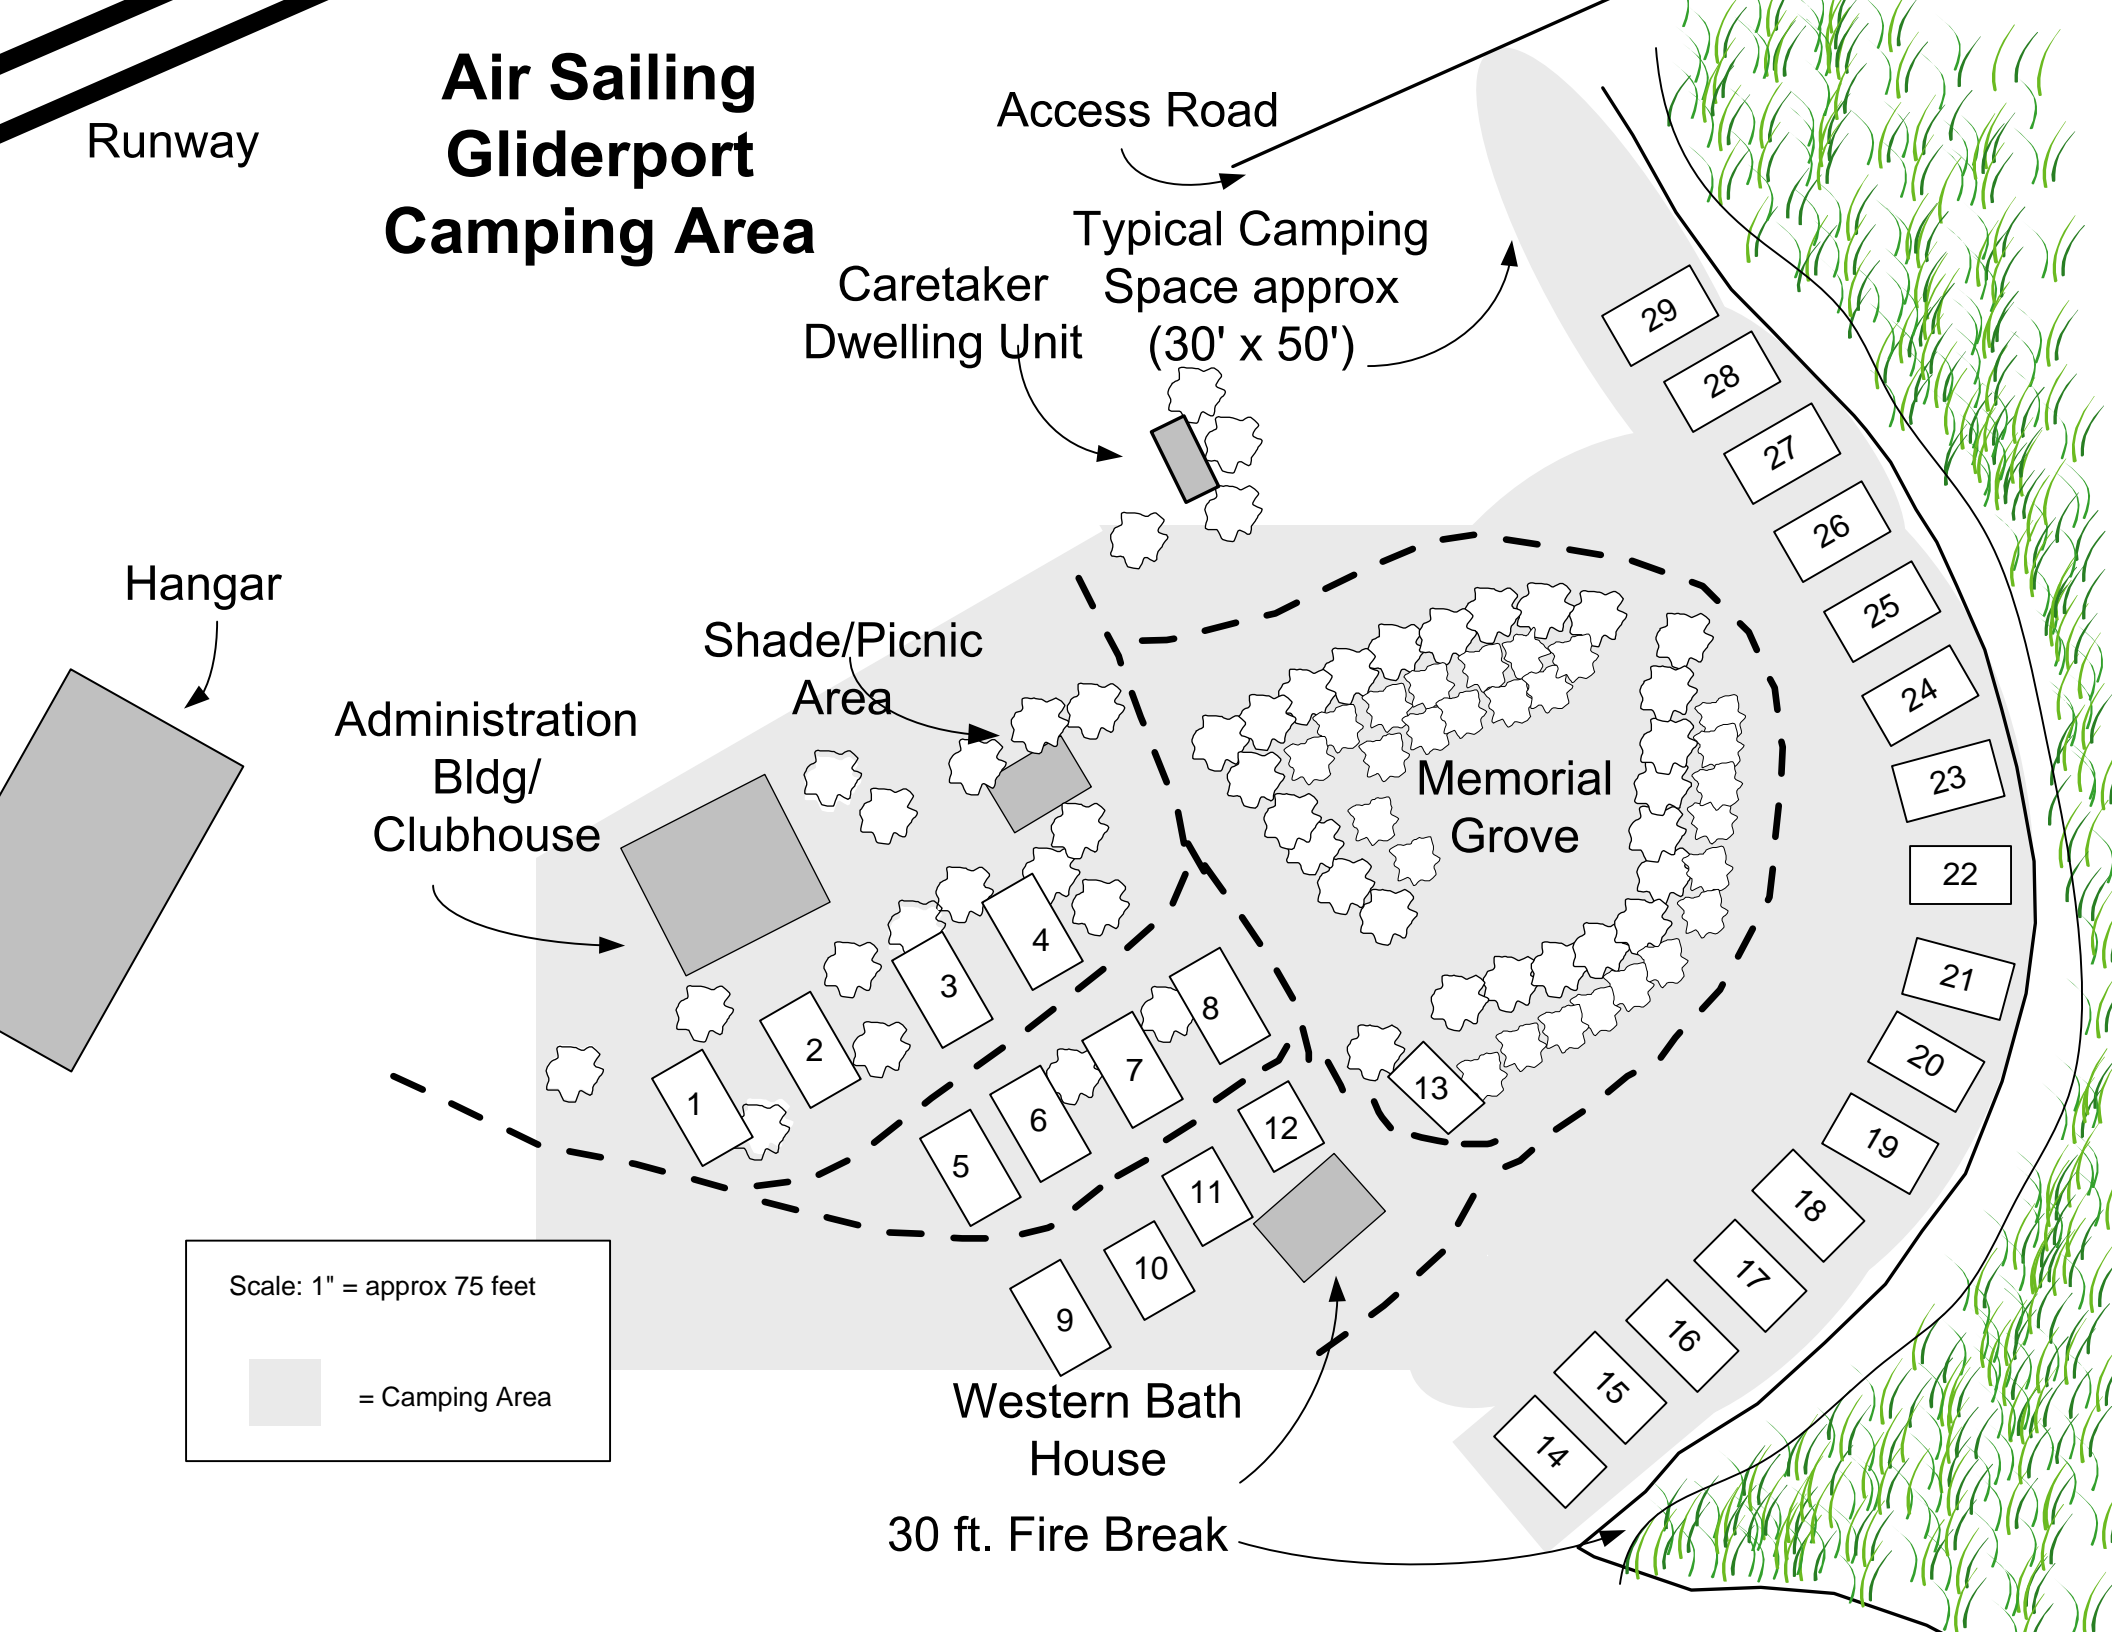 Air Sailing
Gliderport
Camping Area
Runway
Access Road
Typical Camping
Space approx
(30' x 50')
Caretaker
Dwelling Unit
Hangar
Shade/Picnic
Area
Administration
Bldg/
Clubhouse
Memorial
Grove
29
28
27
26
25
24
23
22
21
20
19
18
17
16
15
14
13
12
11
10
9
8
7
6
5
4
3
2
1
Scale: 1" = approx 75 feet
= Camping Area
Western Bath
House
30 ft. Fire Break